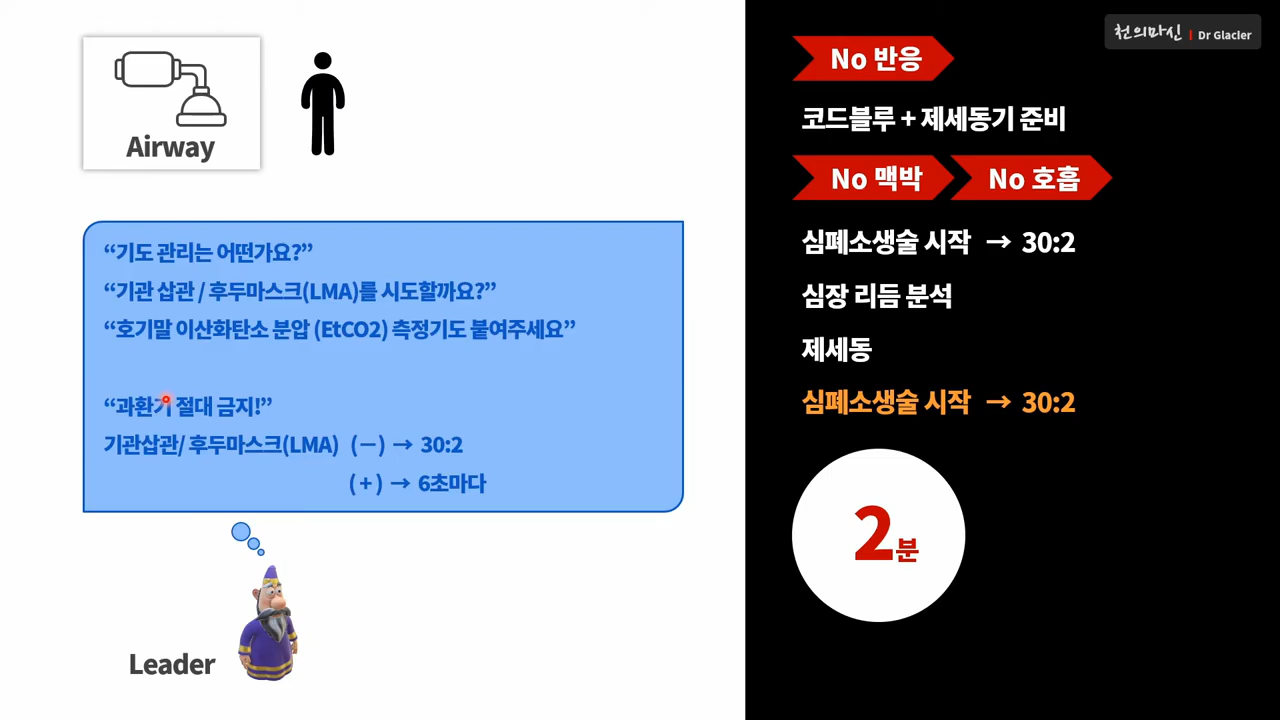 Airway
“기도 관리는 어떤가요?”
“기관 삽관 / 후두마스크(LMA)를 시도할까요?”
“호기말 이산화탄소 분압 (EtCO2) 측정기도 붙여주세요”
“과환기 절대 금지!”
기관삽관/ 후두마스크(LMA) (－) → 30:2
(+) → 6초마다
Leader
천의마신 | Dr Glacier
No 반응
코드블루 + 제세동기 준비
No 맥박 No 호흡
심폐소생술 시작 → 30:2
심장 리듬 분석
제세동
심폐소생술 시작 → 30:2
2분